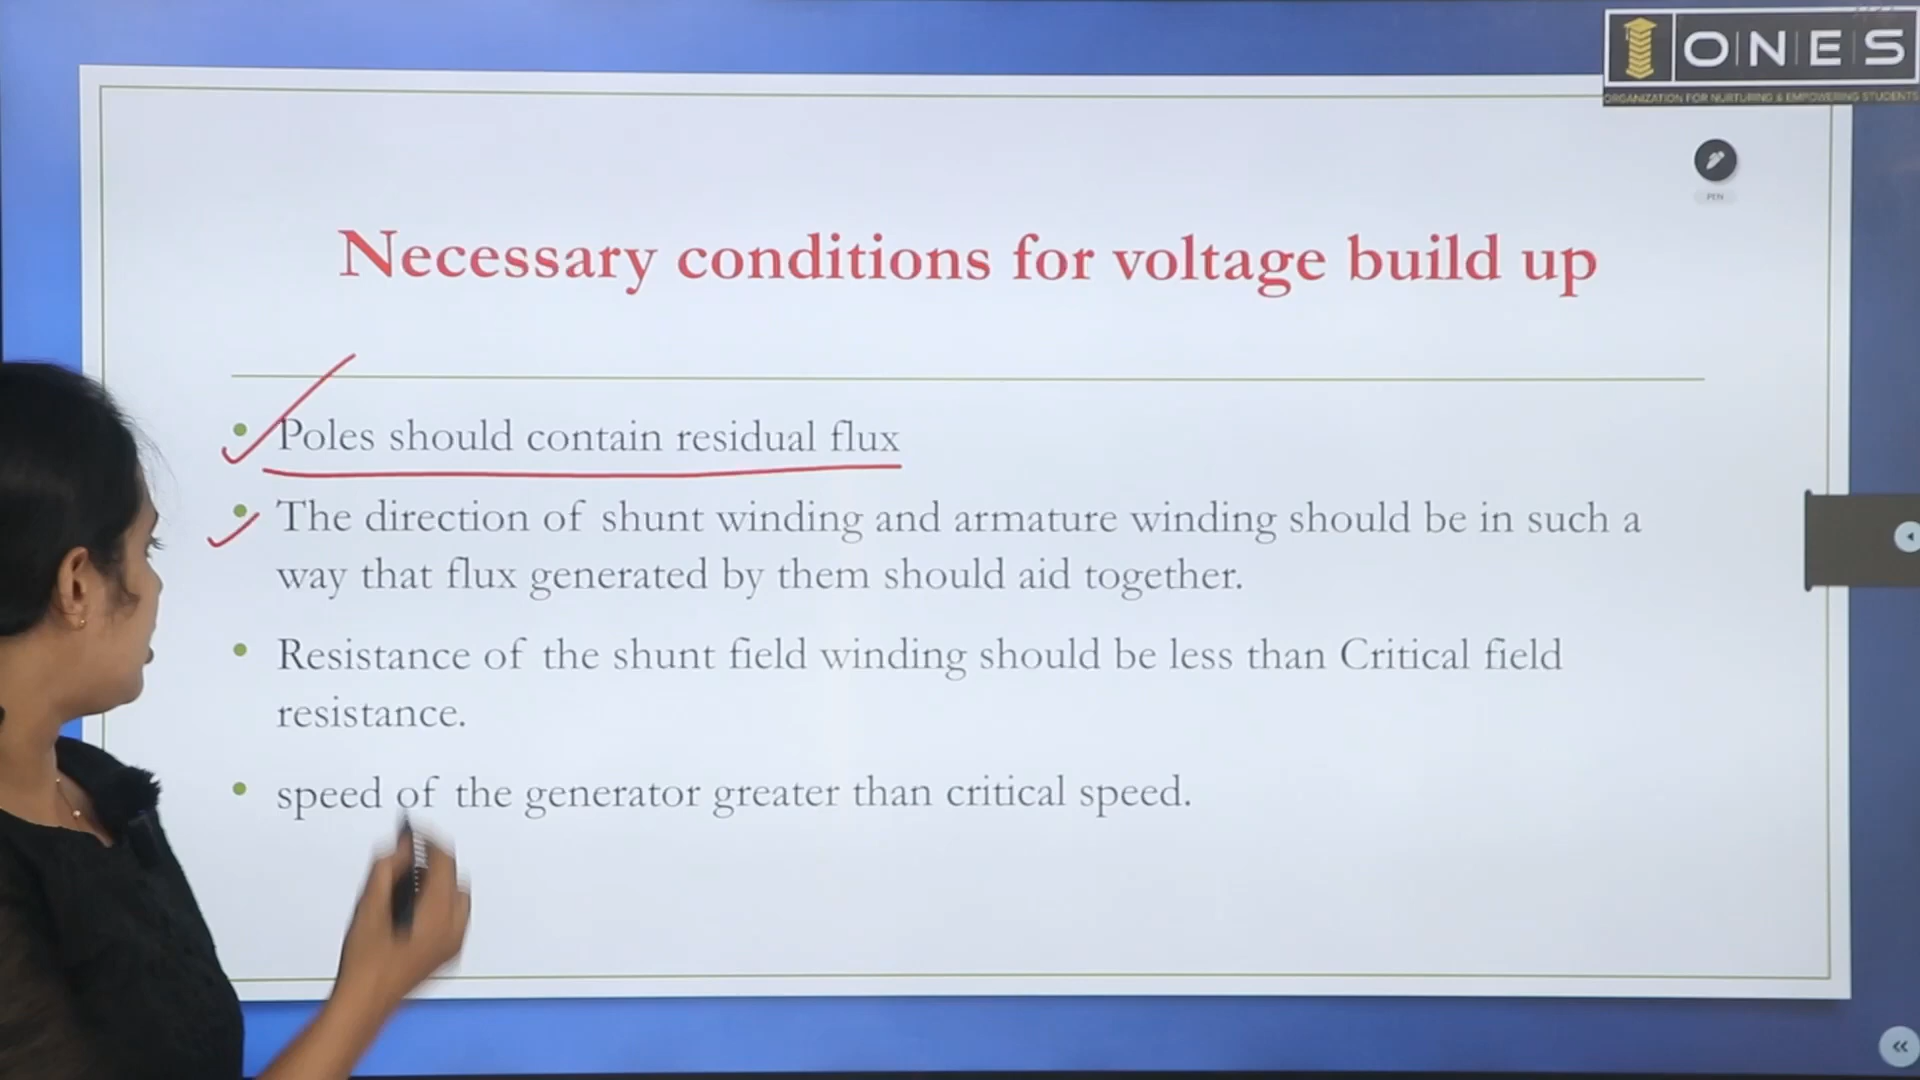 ONES
ORGANIZATION FOR NURTURING & EMPOWERING STUDENTS
PEN
Necessary conditions for voltage build up
Poles should contain residual flux
The direction of shunt winding and armature winding should be in such a
way that flux generated by them should aid together.
Resistance of the shunt field winding should be less than Critical field
resistance.
speed of the generator greater than critical speed.